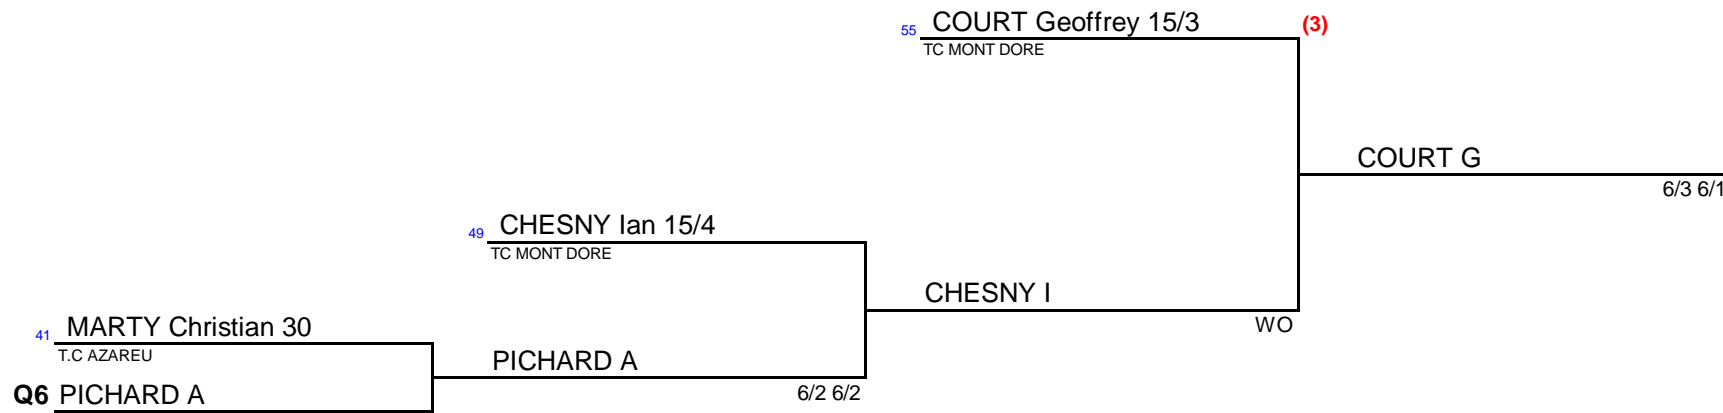 55 COURT Geoffrey 15/3 (3)
TC MONT DORE
COURT G
6/3 6/1
49 CHESNY Ian 15/4
TC MONT DORE
CHESNY I
WO
41 MARTY Christian 30
T.C AZAREU
PICHARD A
6/2 6/2
Q6 PICHARD A